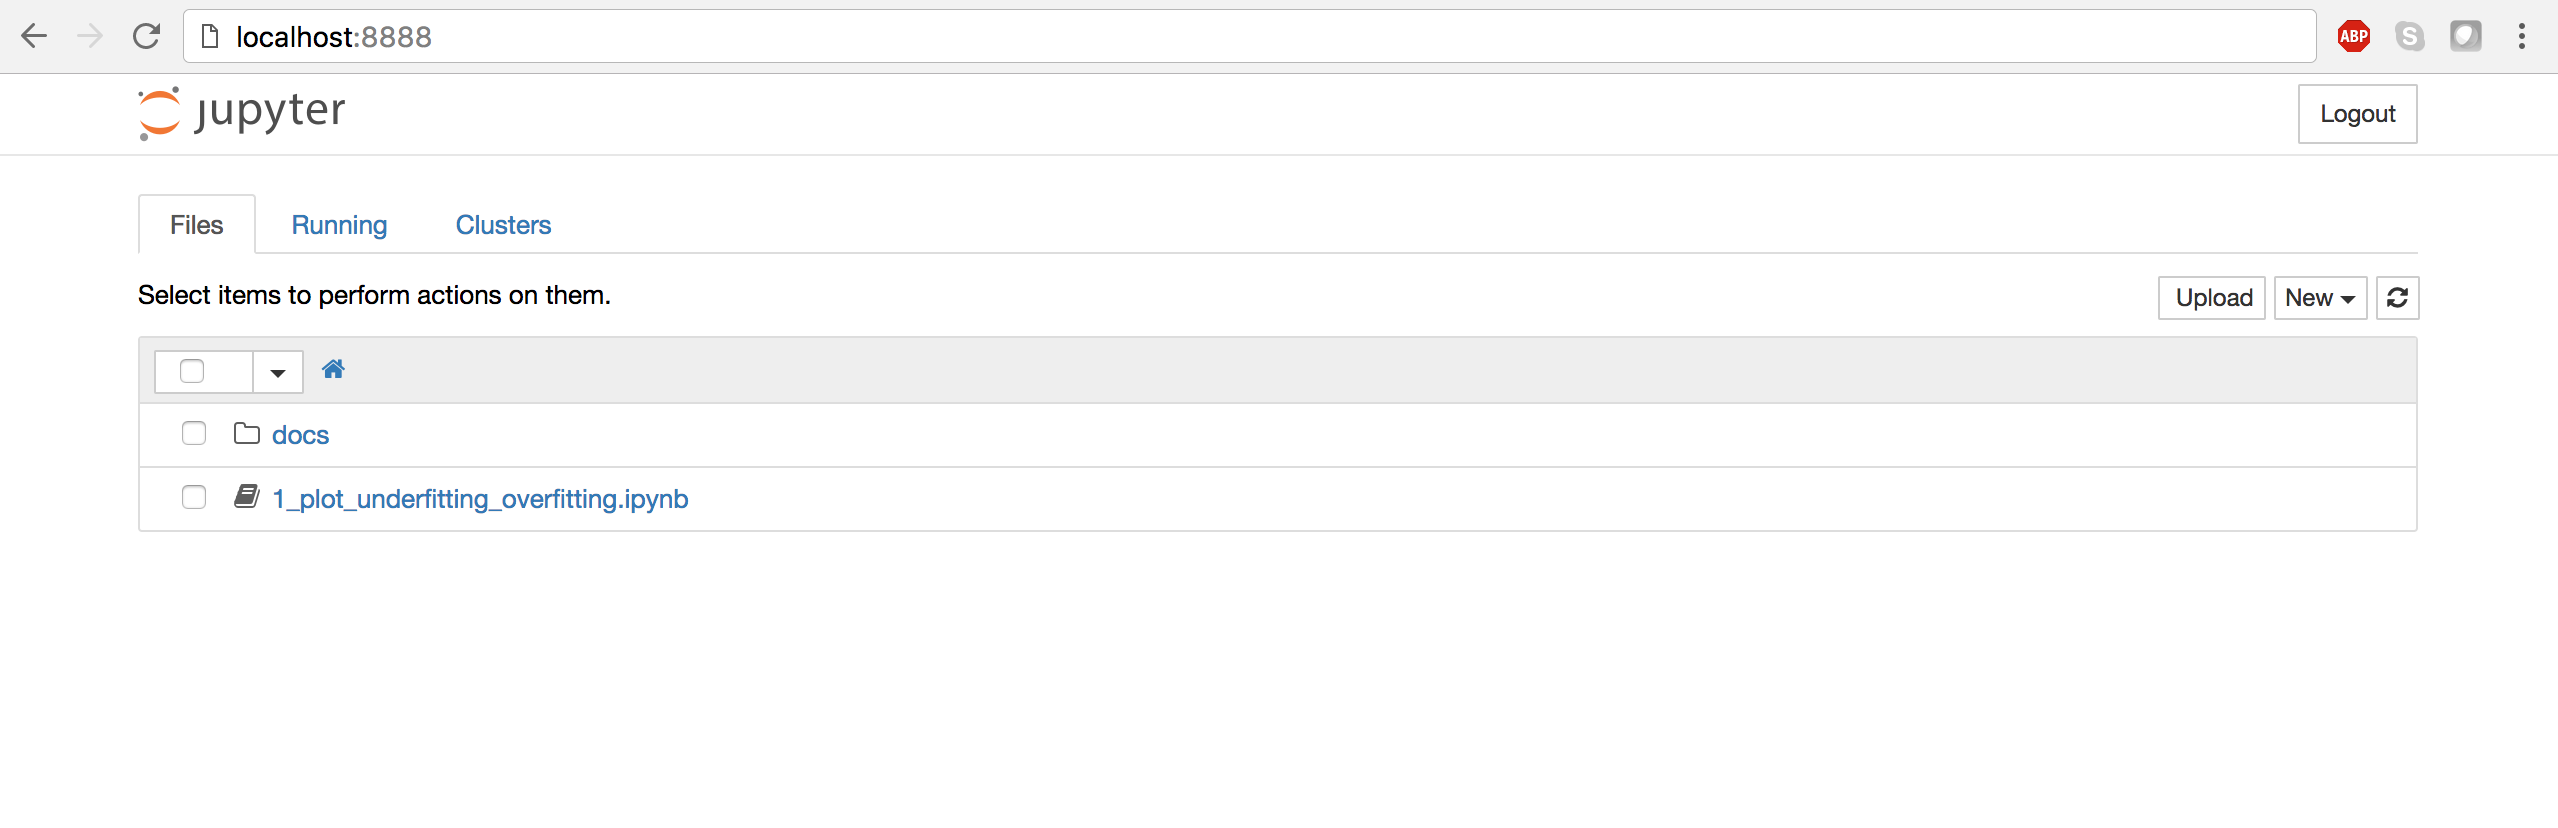 localhost:8888
ABP
S
jupyter
Logout
Files Running Clusters
Select items to perform actions on them.
Upload New
docs
1_plot_underfitting_overfitting.ipynb